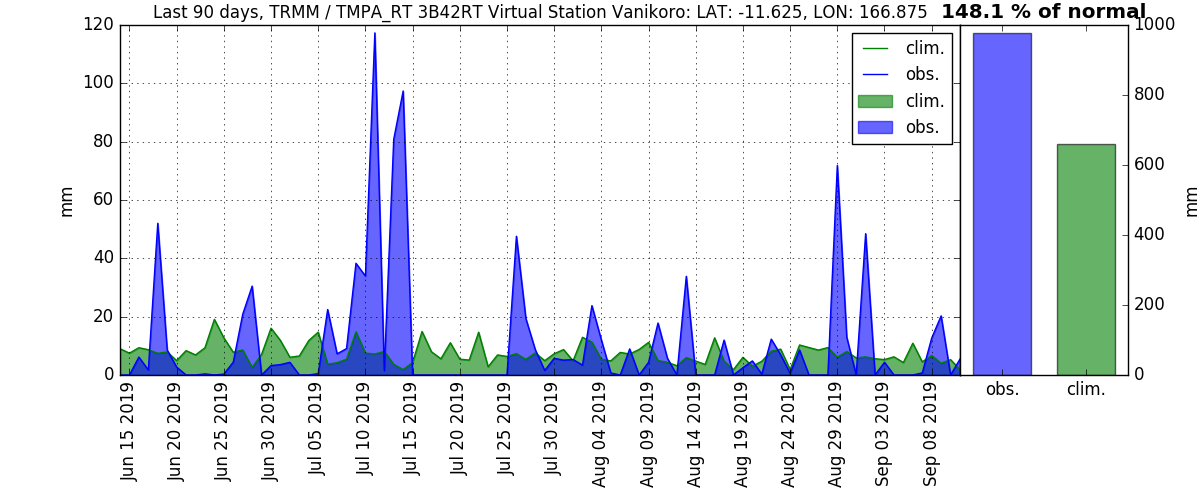 Last 90 days, TRMM / TMPA_RT 3B42RT Virtual Station Vanikoro: LAT: -11.625, LON: 166.875 148.1 % of normal
120
100
80
60
40
20
0
mm
clim.
obs.
clim.
obs.
1000
800
600
400
200
0
mm
Jun 15 2019
Jun 20 2019
Jun 25 2019
Jun 30 2019
Jul 05 2019
Jul 10 2019
Jul 15 2019
Jul 20 2019
Jul 25 2019
Jul 30 2019
Aug 04 2019
Aug 09 2019
Aug 14 2019
Aug 19 2019
Aug 24 2019
Aug 29 2019
Sep 03 2019
Sep 08 2019
obs.
clim.